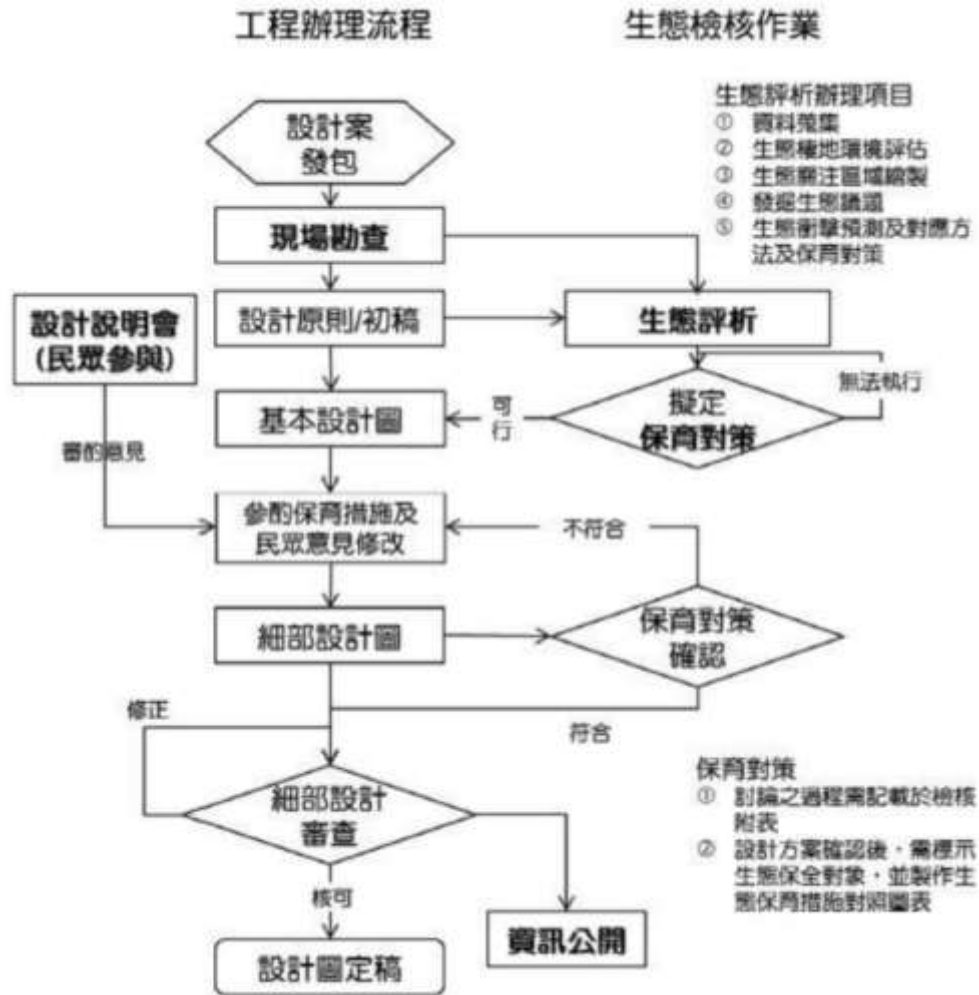 工程辦理流程
生態檢核作業
生態評析辦理項目
① 資料蒐集
② 生態棲地環境評估
③ 生態關注區域繪製
④ 發掘生態議題
⑤ 生態衝擊預測及對應方
法及保育對策
設計案
發包
現場勘查
設計說明會
(民眾參與)
設計原則/初稿
生態評析
無法執行
基本設計圖
可
行
擬定
保育對策
審酌意見
參酌保育措施及
民眾意見修改
不符合
細部設計圖
保育對策
確認
修正
符合
細部設計
審查
保育對策
① 討論之過程需記載於檢核
附表
② 設計方案確認後,需標示
生態保全對象,並製作生
態保育措施對照圖表
核可
資訊公開
設計圖定稿